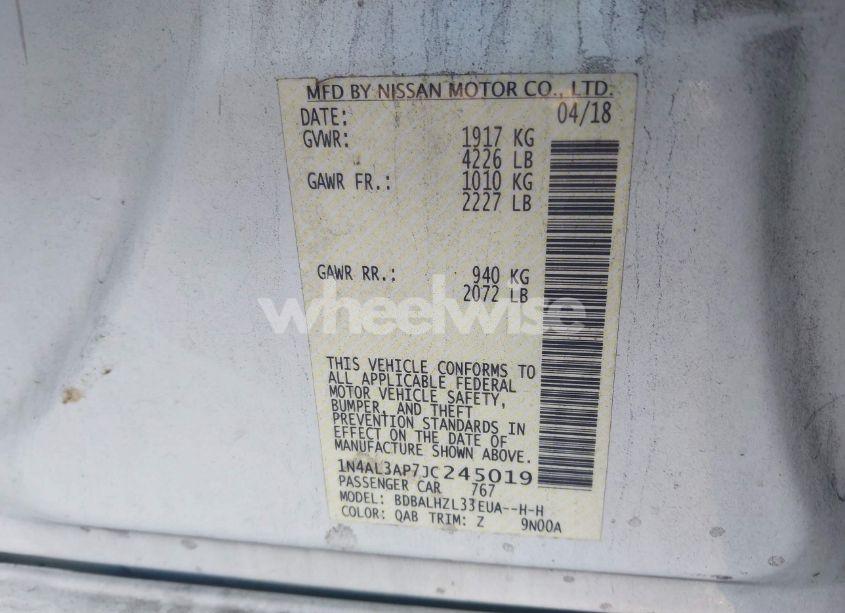 MFD BY NISSAN MOTOR CO., LTD.
DATE: 04/18
GVWR: 1917 KG
4226 LB
GAWR FR.: 1010 KG
2227 LB
GAWR RR.: 940 KG
2072 LB
wheelwise
THIS VEHICLE CONFORMS TO
ALL APPLICABLE FEDERAL
MOTOR VEHICLE SAFETY,
BUMPER, AND THEFT
PREVENTION STANDARDS IN
EFFECT ON THE DATE OF
MANUFACTURE SHOWN ABOVE.
1N4AL3AP7JC245019
PASSENGER CAR 767
MODEL: BDBALHZL33EUA--H-H
COLOR: QAB TRIM: Z 9N00A